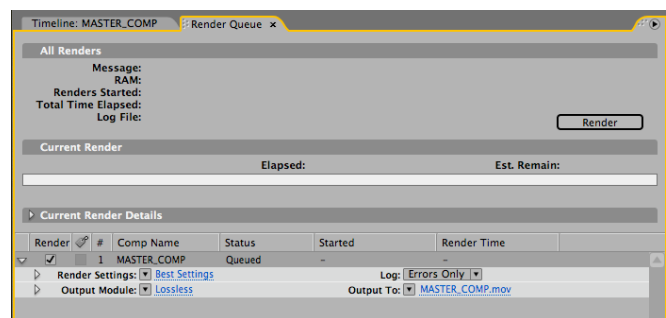 Timeline: MASTER_COMP Render Queue ×
All Renders
Message:
RAM:
Renders Started:
Total Time Elapsed:
Log File:
Render
Current Render
Elapsed: Est. Remain:
Current Render Details
Render # Comp Name Status Started Render Time
1 MASTER_COMP Queued – –
Render Settings: Best Settings Log: Errors Only
Output Module: Lossless Output To: MASTER_COMP.mov